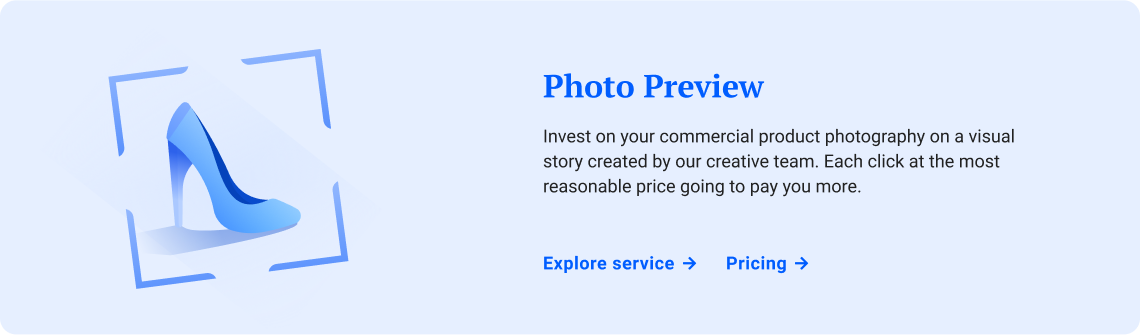 Photo Preview
Invest on your commercial product photography on a visual
story created by our creative team. Each click at the most
reasonable price going to pay you more.
Explore service → Pricing →